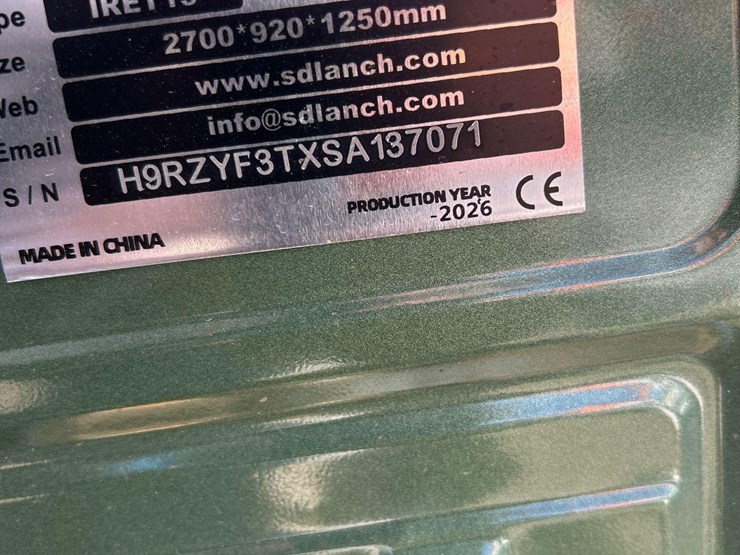 pe
ze 2700*920*1250mm
Web www.sdlanch.com
Email info@sdlanch.com
S / N H9RZYF3TXSA137071
PRODUCTION YEAR
-2026
CE
MADE IN CHINA